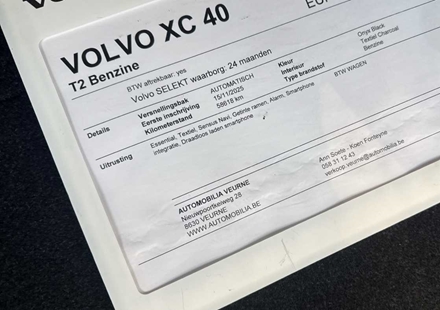 EU
VOLVO XC 40
T2 Benzine
BTW aftrekbaar: yes
Volvo SELEKT waarborg: 24 maanden
Details
Versnellingsbak AUTOMATISCH
Eerste inschrijving 15/11/2025
Kilometerstand 58618 km
Kleur Onyx Black
Interieur Textiel Charcoal
Type brandstof Benzine
BTW WAGEN
Uitrusting
Essential, Textiel, Sensus Navi, Getinte ramen, Alarm, Smartphone
integratie, Draadloos laden smartphone
AUTOMOBILIA VEURNE
Nieuwpoortkeiweg 28
8630 VEURNE
WWW.AUTOMOBILIA.BE
Ann Soete - Koen Fonteyne
058 31 12 43
verkoop.veurne@automobilia.be